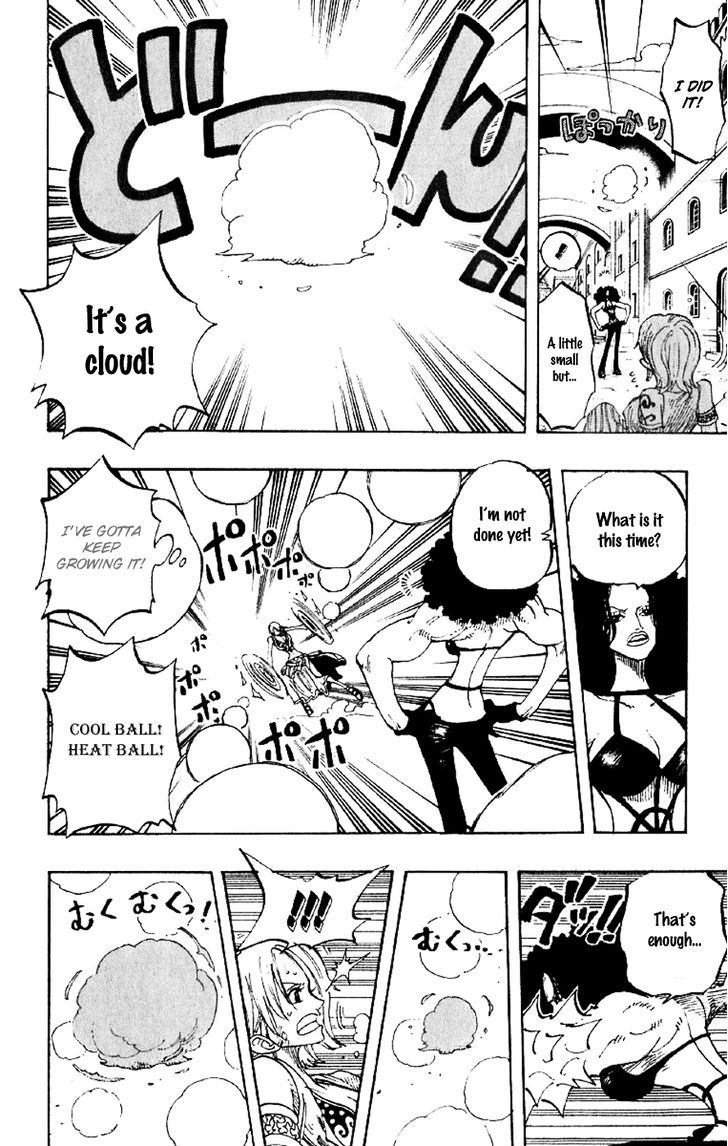 I DID
IT!
ぽっかり
!
A little
small
but...
どーん!!
It's a
cloud!
What is it
this time?
I'm not
done yet!
ポポポポ
ポポポ
ポポ
I'VE GOTTA
KEEP
GROWING IT!
COOL BALL!
HEAT BALL!
That's
enough...
ダッ!!
むくっ...
!!!
むくむくっ!